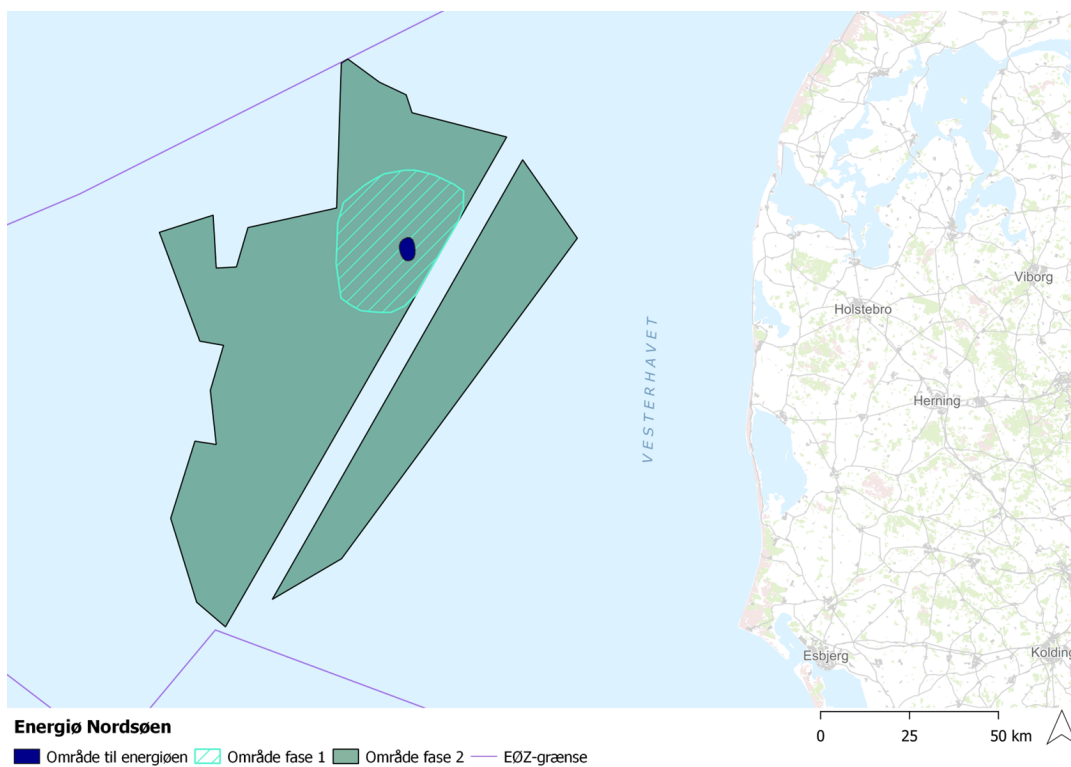 Viborg
Holstebro
VESTERHAVET
Herning
Esbjerg
Kolding
Energiø Nordsøen
0 25 50 km
Område til energiøen Område fase 1 Område fase 2 EØZ-grænse